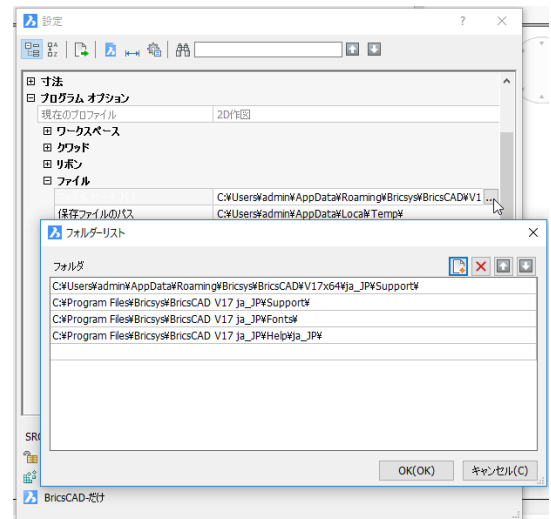 設定
寸法
プログラム オプション
現在のプロファイル 2D作図
ワークスペース
クワッド
リボン
ファイル
C:¥Users¥admin¥AppData¥Roaming¥Bricsys¥BricsCAD¥V1 ...
保存ファイルのパス C:¥Users¥admin¥AppData¥Local¥Temp¥
フォルダーリスト
フォルダ
C:¥Users¥admin¥AppData¥Roaming¥Bricsys¥BricsCAD¥V17x64¥ja_JP¥Support¥
C:¥Program Files¥Bricsys¥BricsCAD V17 ja_JP¥Support¥
C:¥Program Files¥Bricsys¥BricsCAD V17 ja_JP¥Fonts¥
C:¥Program Files¥Bricsys¥BricsCAD V17 ja_JP¥Help¥ja_JP¥
SR
OK(OK) キャンセル(C)
BricsCAD-だけ